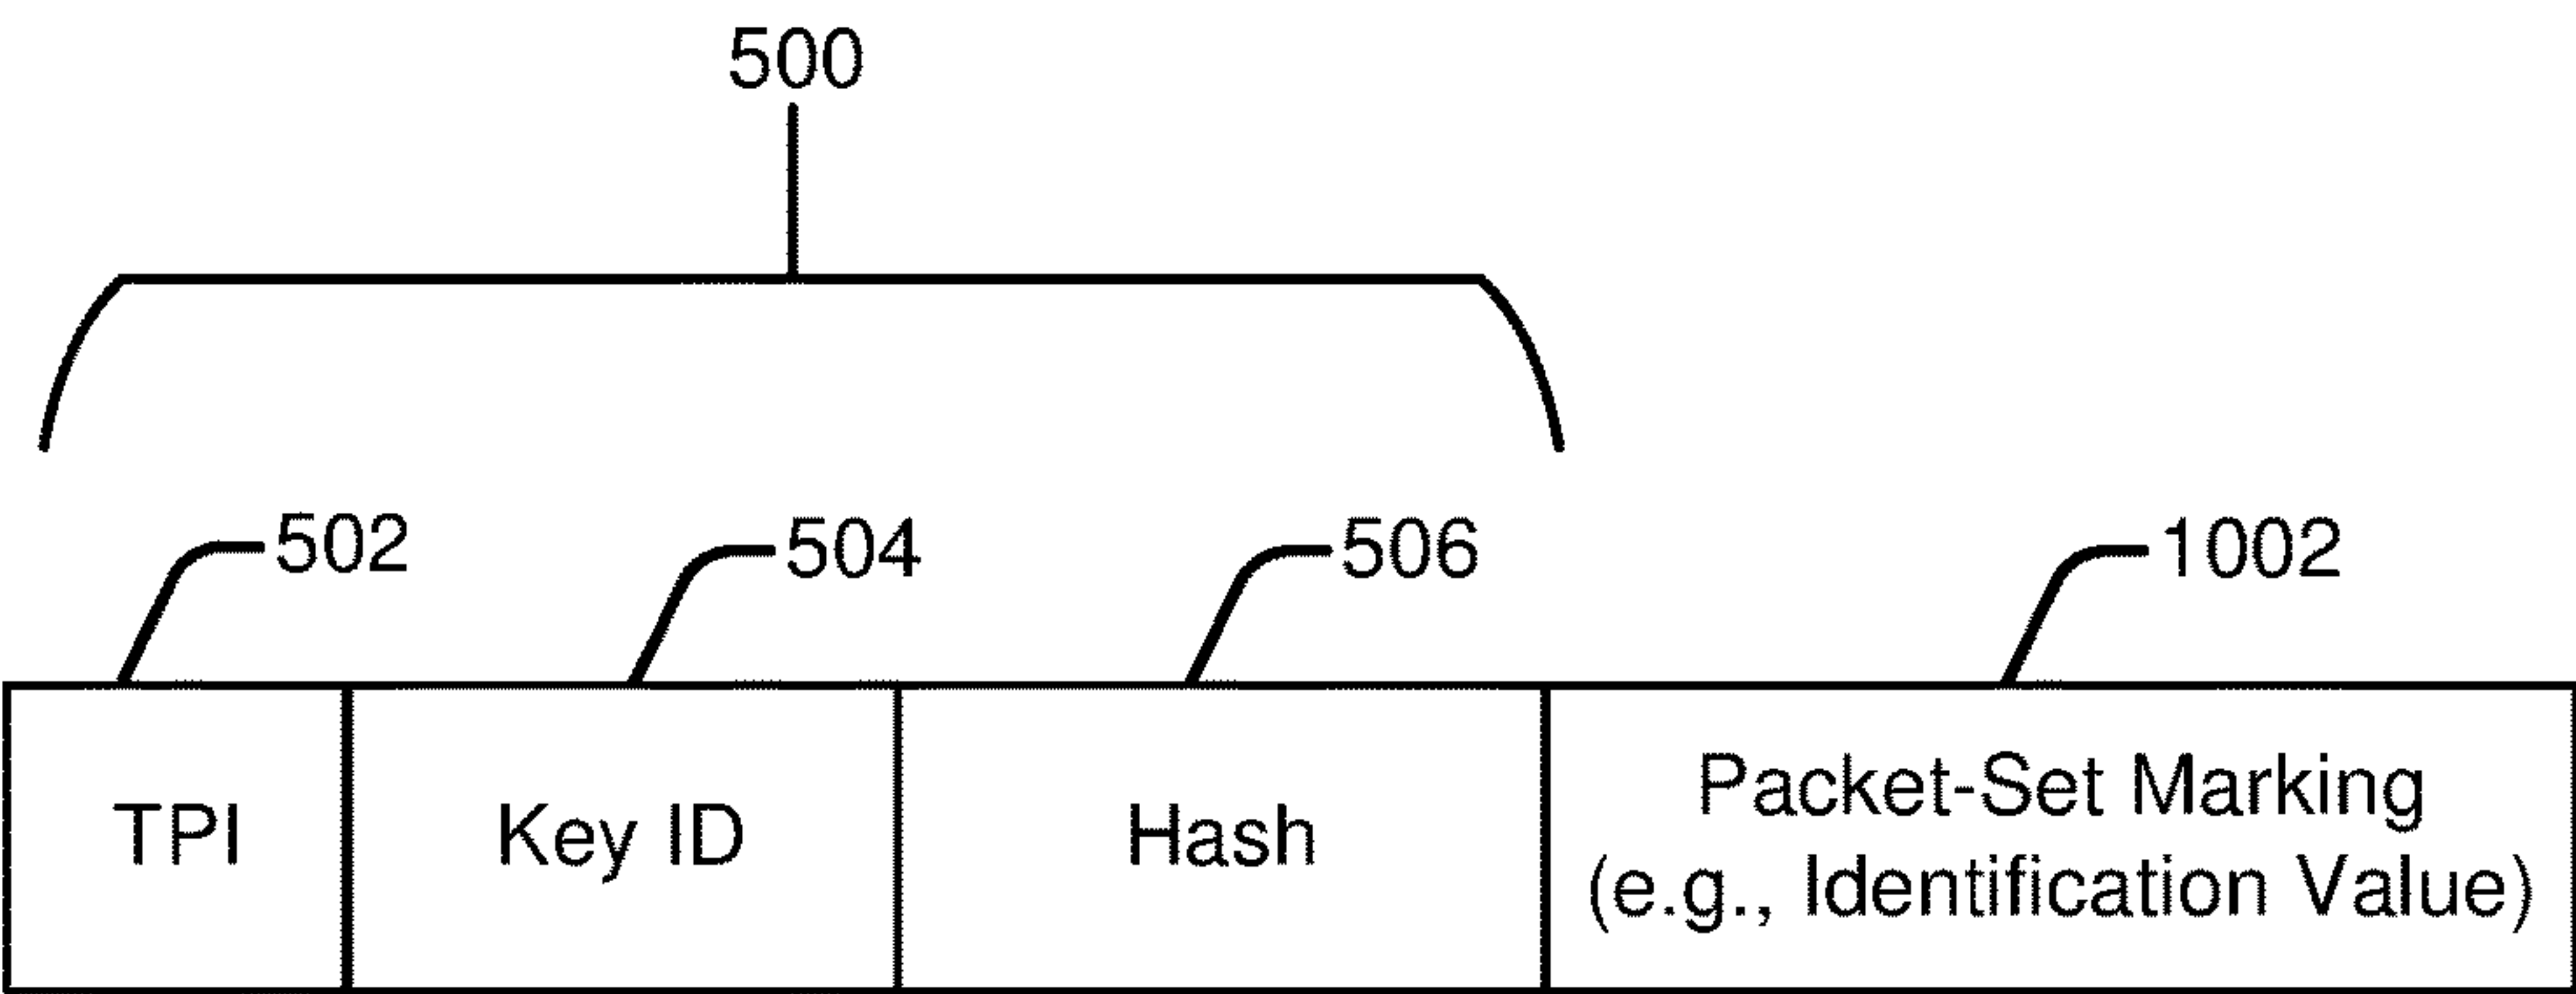 500
502
504
506
1002
TPI
Key ID
Hash
Packet-Set Marking
(e.g., Identification Value)